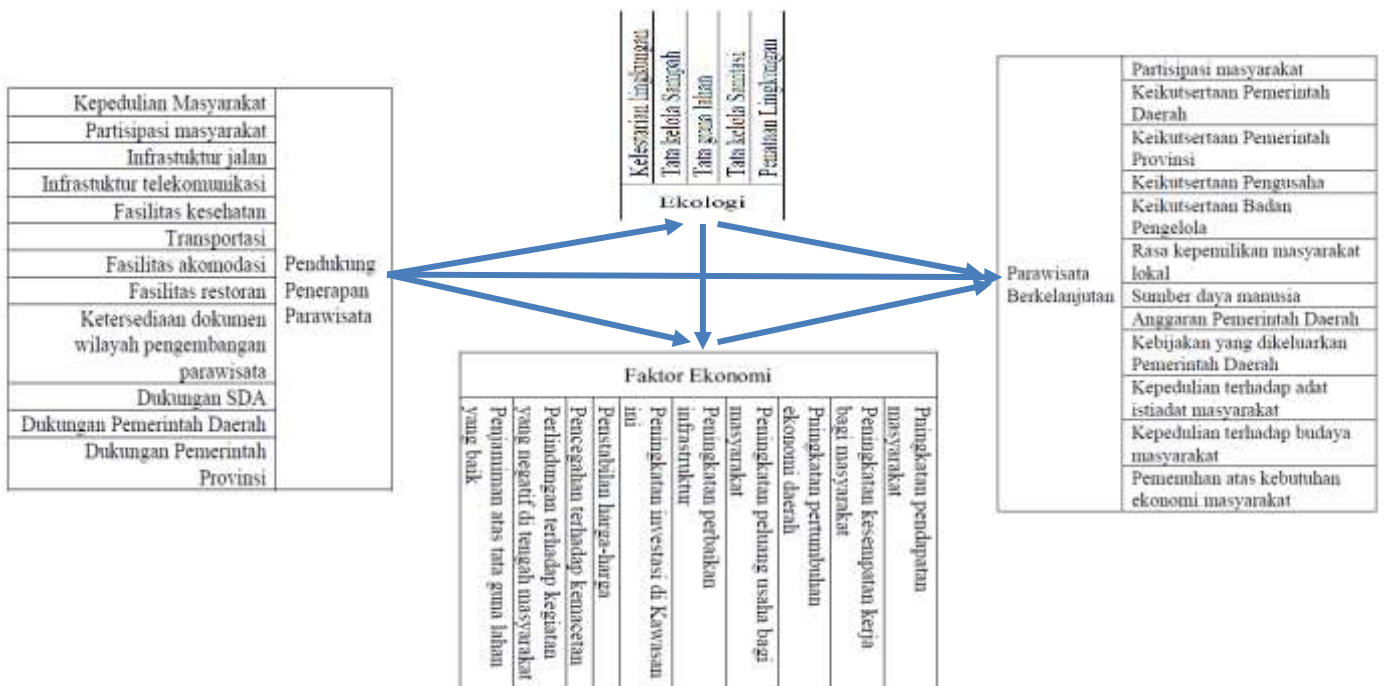 Kepedulian Masyarakat
Partisipasi masyarakat
Infrastuktur jalan
Infrastuktur telekomunikasi
Fasilitas kesehatan
Transportasi
Fasilitas akomodasi
Fasilitas restoran
Ketersediaan dokumen
wilayah pengembangan
parawisata
Dukungan SDA
Dukungan Pemerintah Daerah
Dukungan Pemerintah
Provinsi
Pendukung
Penerapan
Parawisata
Kelestarian lingkungan
Tata kelola Sampah
Tata guna lahan
Tata kelola Sanitasi
Penataan Lingkungan
Ekologi
Faktor Ekonomi
Pningkatan pendapatan
masyarakat
Peningkatan kesempatan kerja
bagi masyarakat
Pningkatan pertumbuhan
ekonomi daerah
Peningkatan peluang usaha bagi
masyarakat
Peningkatan perbaikan
infrastruktur
Peningkatan investasi di Kawasan
ini
Penstabilan harga-harga
Pencegahan terhadap kemacetan
Perlindungan terhadap kegiatan
yang negatif di tengah masyarakat
Penjaminan atas tata guna lahan
yang baik
Parawisata
Berkelanjutan
Partisipasi masyarakat
Keikutsertaan Pemerintah
Daerah
Keikutsertaan Pemerintah
Provinsi
Keikutsertaan Pengusaha
Keikutsertaan Badan
Pengelola
Rasa kepemilikan masyarakat
lokal
Sumber daya manusia
Anggaran Pemerintah Daerah
Kebijakan yang dikeluarkan
Pemerintah Daerah
Kepedulian terhadap adat
istiadat masyarakat
Kepedulian terhadap budaya
masyarakat
Pemenuhan atas kebutuhan
ekonomi masyarakat